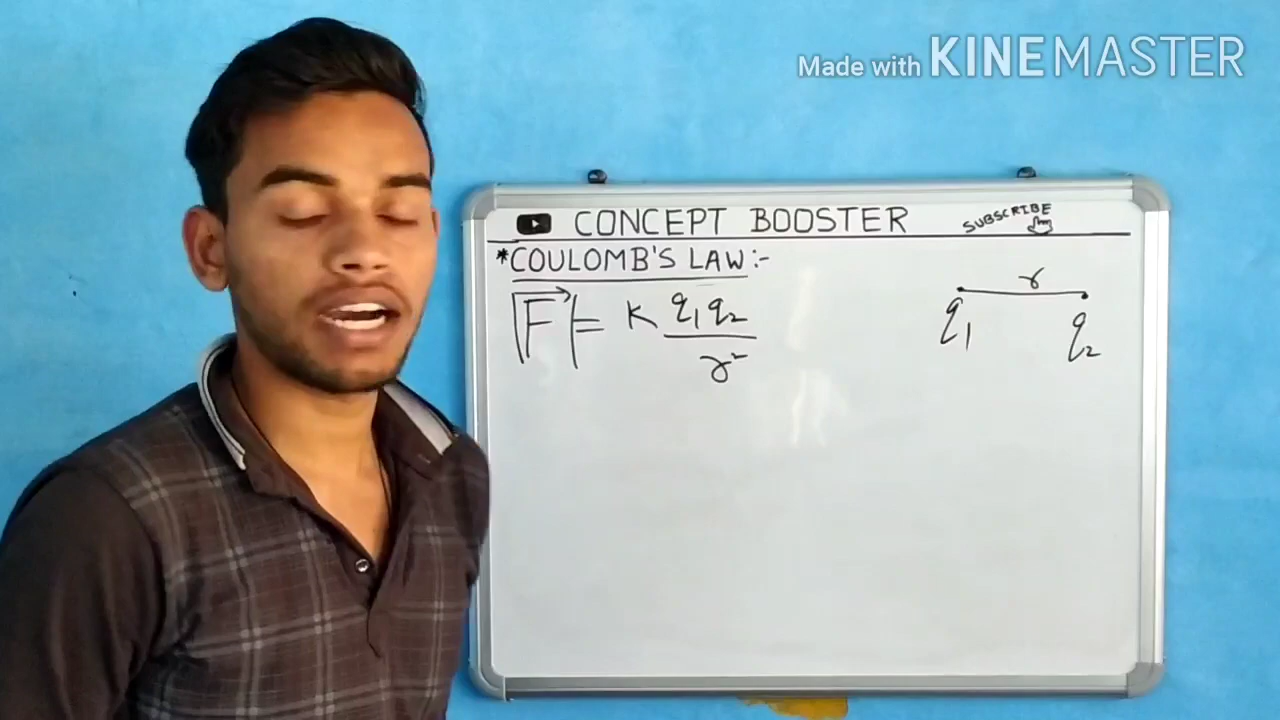 Made with KINEMASTER
CONCEPT BOOSTER SUBSCRIBE
*COULOMB'S LAW :-
|F⃗| = K q₁q₂/r²
r
q₁ q₂